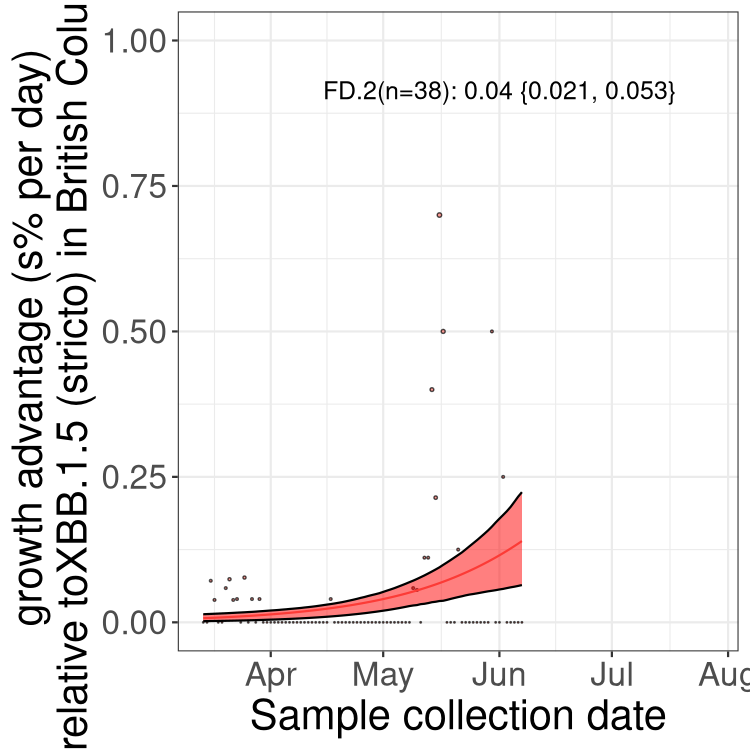 growth advantage (s% per day)
relative toXBB.1.5 (stricto) in British Colu
1.00
0.75
0.50
0.25
0.00
FD.2(n=38): 0.04 {0.021, 0.053}
Apr May Jun Jul Aug
Sample collection date